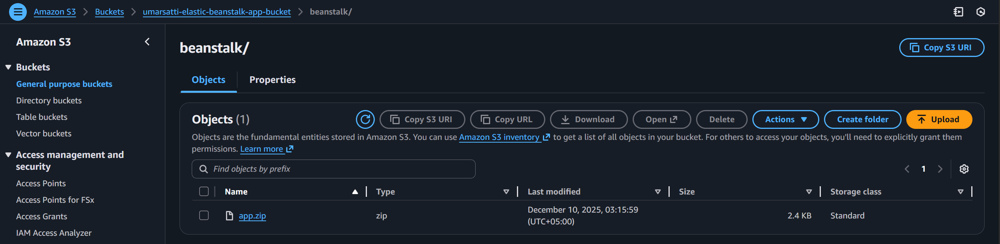 Amazon S3 > Buckets > umarsatti-elastic-beanstalk-app-bucket > beanstalk/
Amazon S3
Buckets
General purpose buckets
Directory buckets
Table buckets
Vector buckets
Access management and
security
Access Points
Access Points for FSx
Access Grants
IAM Access Analyzer
beanstalk/
Copy S3 URI
Objects
Properties
Objects (1)
Copy S3 URI
Copy URL
Download
Open
Delete
Actions
Create folder
Upload
Objects are the fundamental entities stored in Amazon S3. You can use Amazon S3 inventory to get a list of all objects in your bucket. For others to access your objects, you'll need to explicitly grant them
permissions. Learn more
Find objects by prefix
1
Name
Type
Last modified
Size
Storage class
app.zip
zip
December 10, 2025, 03:15:59
(UTC+05:00)
2.4 KB
Standard